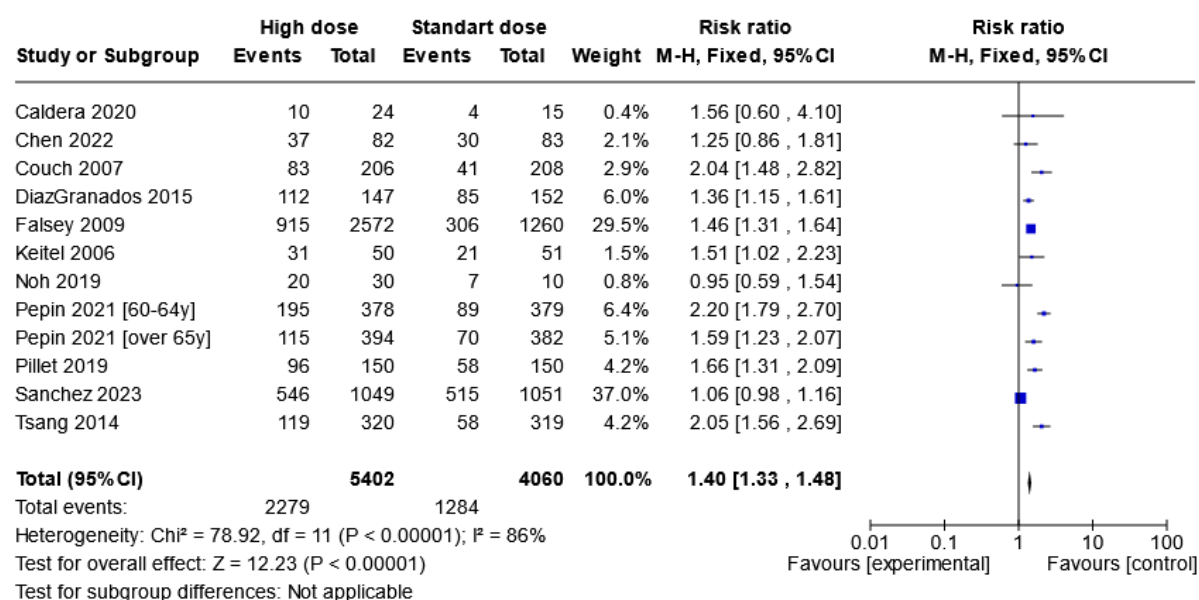 High dose Standart dose Risk ratio Risk ratio
Study or Subgroup Events Total Events Total Weight M-H, Fixed, 95% CI M-H, Fixed, 95% CI
Caldera 2020 10 24 4 15 0.4% 1.56 [0.60 , 4.10]
Chen 2022 37 82 30 83 2.1% 1.25 [0.86 , 1.81]
Couch 2007 83 206 41 208 2.9% 2.04 [1.48 , 2.82]
DiazGranados 2015 112 147 85 152 6.0% 1.36 [1.15 , 1.61]
Falsey 2009 915 2572 306 1260 29.5% 1.46 [1.31 , 1.64]
Keitel 2006 31 50 21 51 1.5% 1.51 [1.02 , 2.23]
Noh 2019 20 30 7 10 0.8% 0.95 [0.59 , 1.54]
Pepin 2021 [60-64y] 195 378 89 379 6.4% 2.20 [1.79 , 2.70]
Pepin 2021 [over 65y] 115 394 70 382 5.1% 1.59 [1.23 , 2.07]
Pillet 2019 96 150 58 150 4.2% 1.66 [1.31 , 2.09]
Sanchez 2023 546 1049 515 1051 37.0% 1.06 [0.98 , 1.16]
Tsang 2014 119 320 58 319 4.2% 2.05 [1.56 , 2.69]
Total (95% CI) 5402 4060 100.0% 1.40 [1.33 , 1.48]
Total events: 2279 1284
Heterogeneity: Chi² = 78.92, df = 11 (P < 0.00001); I² = 86%
Test for overall effect: Z = 12.23 (P < 0.00001)
Test for subgroup differences: Not applicable
0.01 0.1 1 10 100
Favours [experimental] Favours [control]